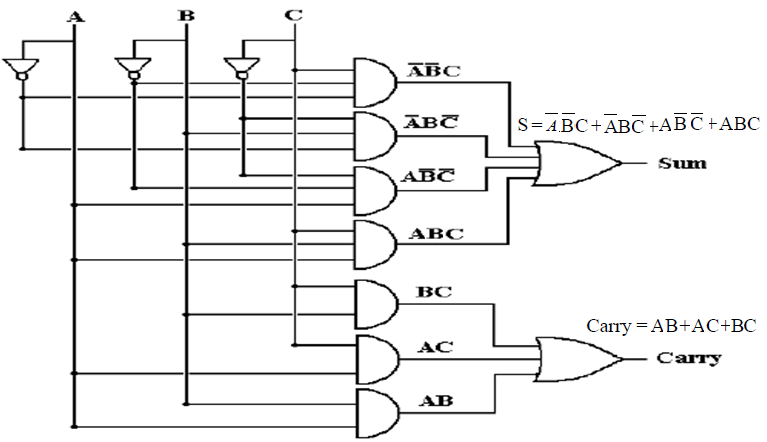 A B C
A̅B̅C
S = A̅.B̅C + A̅BC̅ + AB̅C̅ + ABC
A̅BC̅
Sum
AB̅C̅
ABC
BC
Carry = AB+AC+BC
AC
Carry
AB